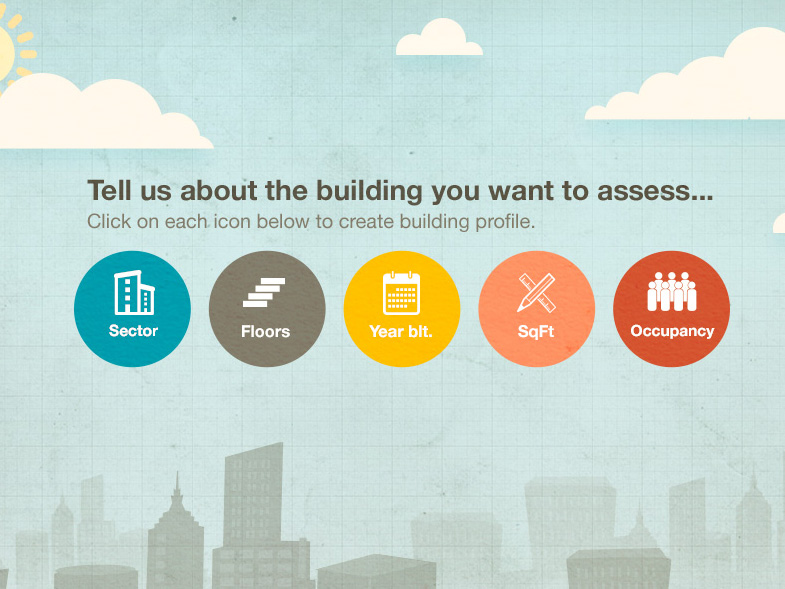 Tell us about the building you want to assess...
Click on each icon below to create building profile.
Sector
Floors
Year blt.
SqFt
Occupancy